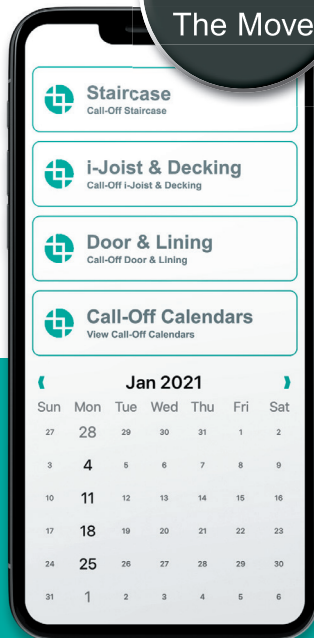 The Move
Staircase
Call-Off Staircase
i-Joist & Decking
Call-Off i-Joist & Decking
Door & Lining
Call-Off Door & Lining
Call-Off Calendars
View Call-Off Calendars
Jan 2021
Sun Mon Tue Wed Thu Fri Sat
27 28 29 30 31 1 2
3 4 5 6 7 8 9
10 11 12 13 14 15 16
17 18 19 20 21 22 23
24 25 26 27 28 29 30
31 1 2 3 4 5 6